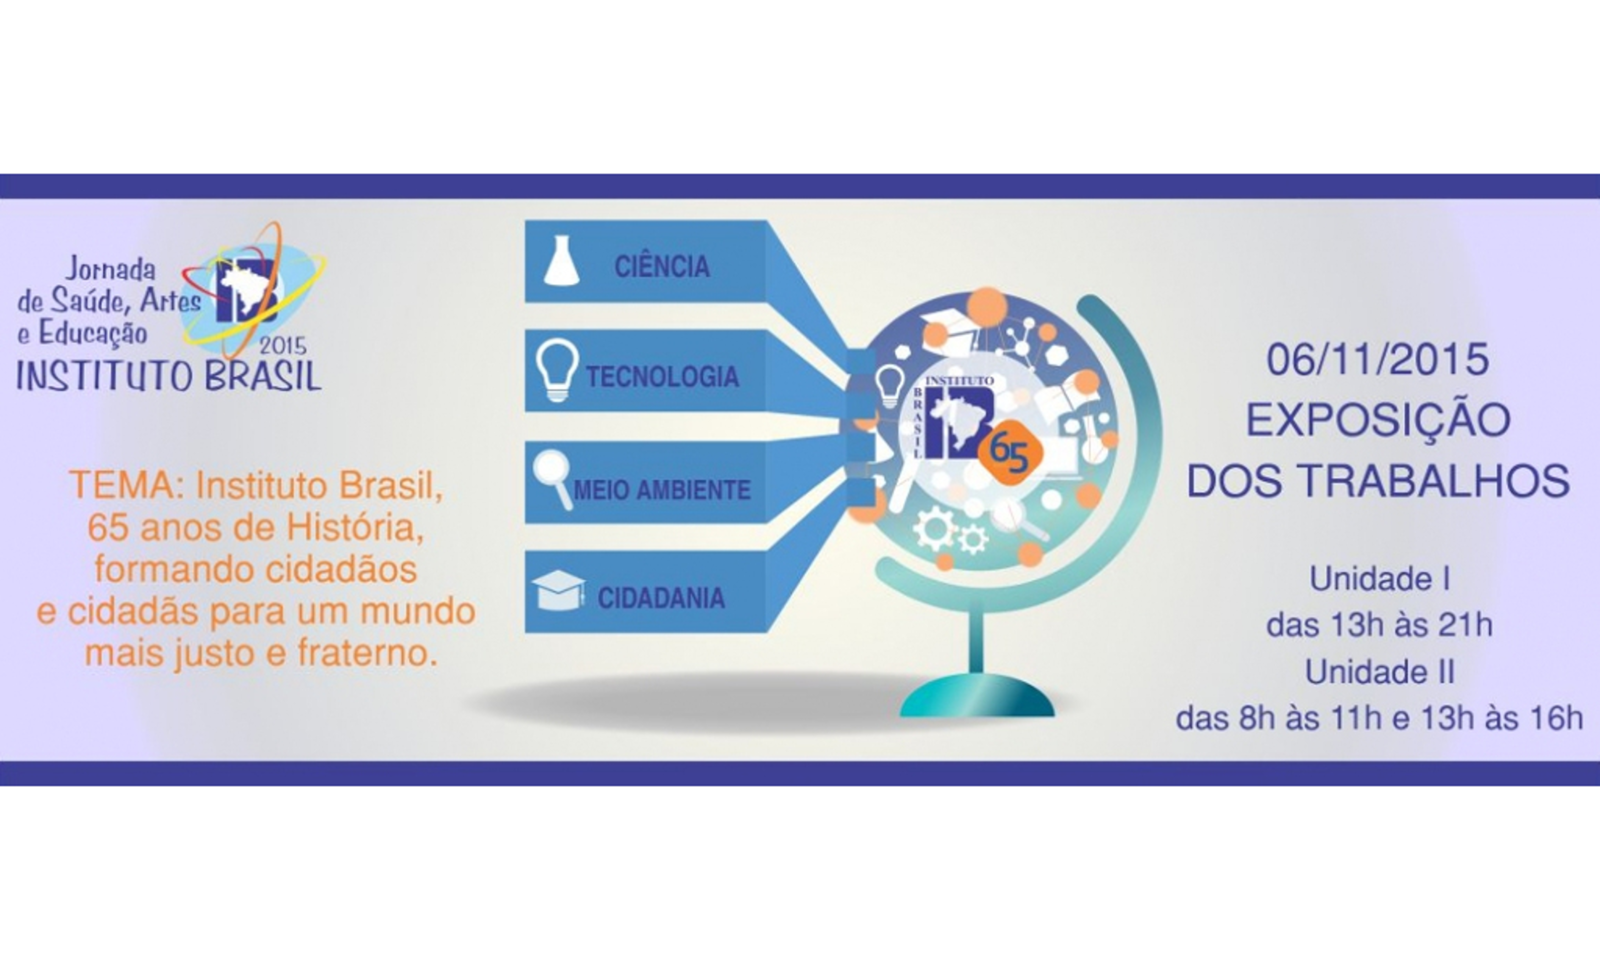 Jornada
de Saúde, Artes
e Educação
2015
INSTITUTO BRASIL
IB
TEMA: Instituto Brasil,
65 anos de História,
formando cidadãos
e cidadãs para um mundo
mais justo e fraterno.
CIÊNCIA
TECNOLOGIA
MEIO AMBIENTE
CIDADANIA
INSTITUTO
BRASIL
IB
65
06/11/2015
EXPOSIÇÃO
DOS TRABALHOS
Unidade I
das 13h às 21h
Unidade II
das 8h às 11h e 13h às 16h